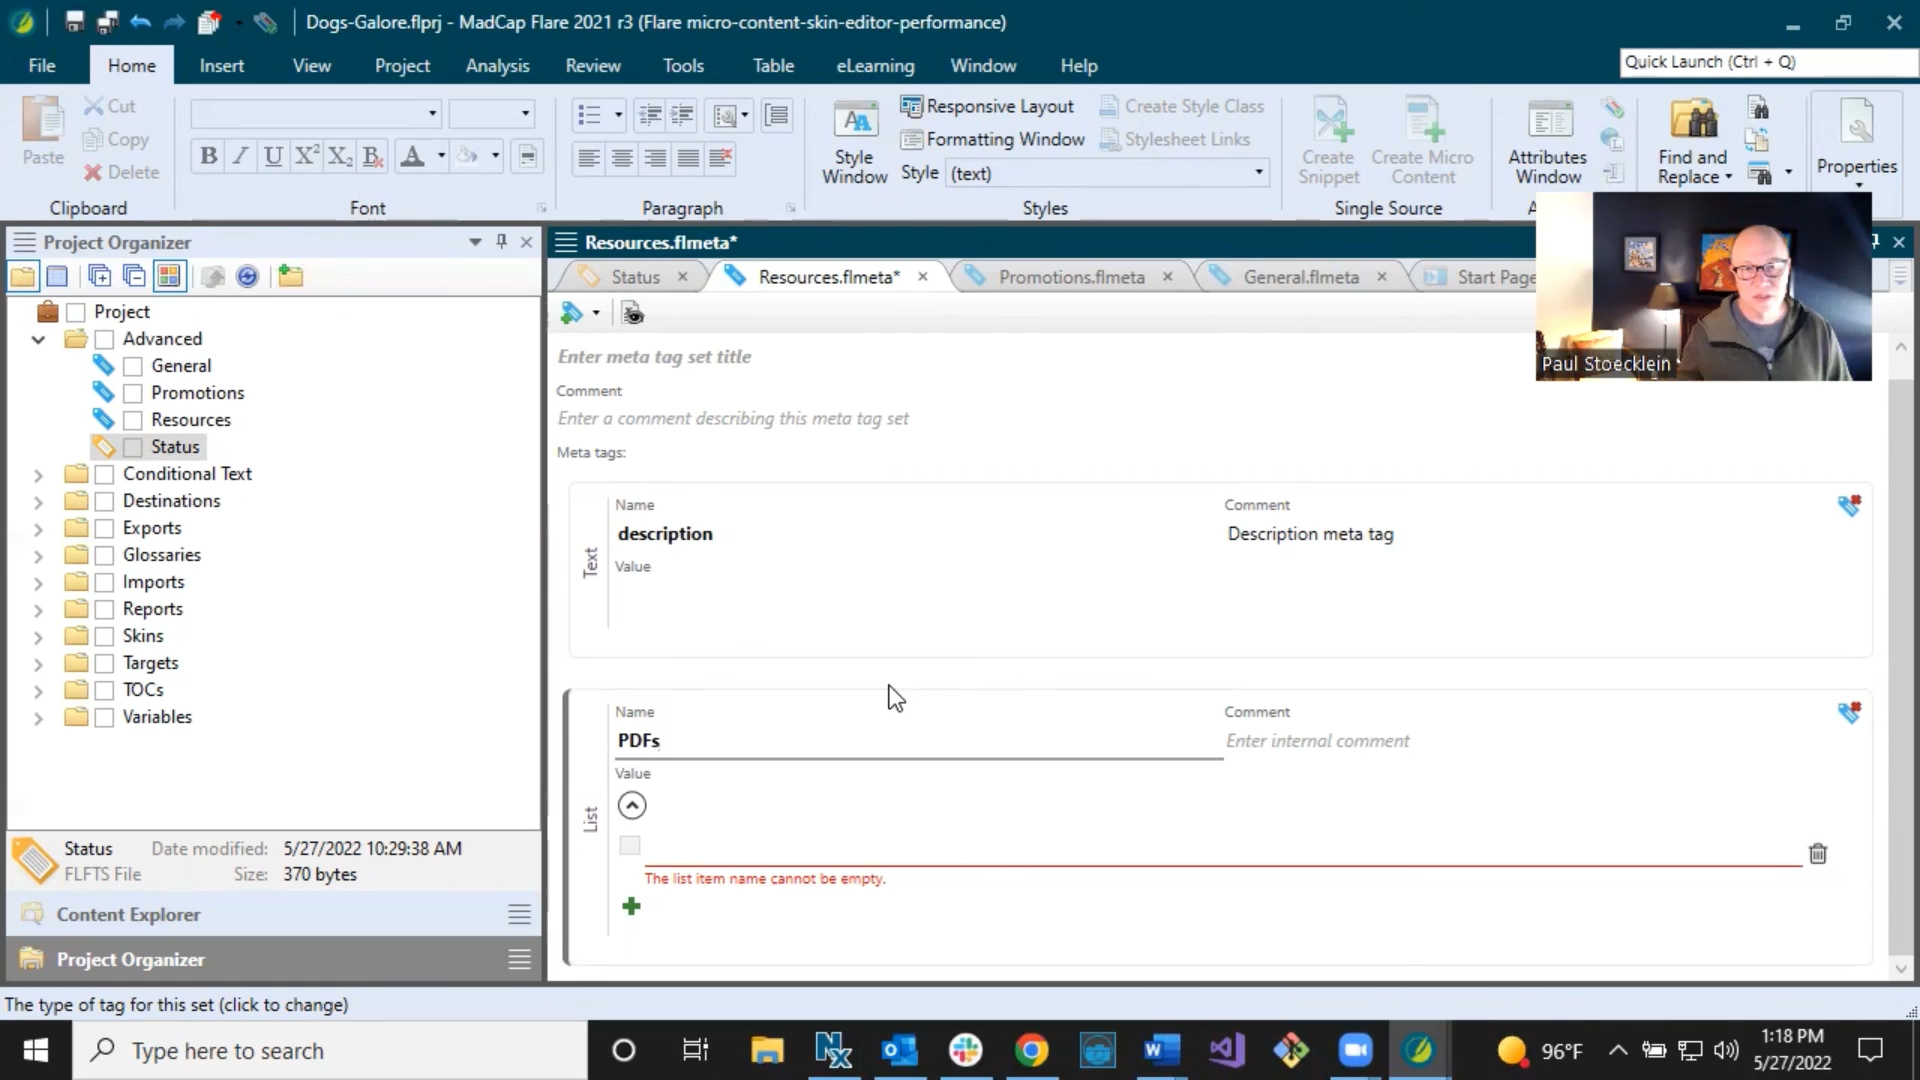 Dogs-Galore.flprj - MadCap Flare 2021 r3 (Flare micro-content-skin-editor-performance)
File Home Insert View Project Analysis Review Tools Table eLearning Window Help
Quick Launch (Ctrl + Q)
Paste
Cut
Copy
Delete
Clipboard
B I U X² X₂ B A
Font
Paragraph
Style Window
Responsive Layout
Formatting Window
Style (text)
Create Style Class
Stylesheet Links
Styles
Create Snippet
Create Micro Content
Single Source
Attributes Window
Find and Replace
Properties
Project Organizer
Project
Advanced
General
Promotions
Resources
Status
Conditional Text
Destinations
Exports
Glossaries
Imports
Reports
Skins
Targets
TOCs
Variables
Status Date modified: 5/27/2022 10:29:38 AM
FLFTS File Size: 370 bytes
Content Explorer
Project Organizer
Resources.flmeta*
Status Resources.flmeta* Promotions.flmeta General.flmeta Start Page
Paul Stoecklein
Enter meta tag set title
Comment
Enter a comment describing this meta tag set
Meta tags:
Text
Name Comment
description Description meta tag
Value
List
Name Comment
PDFs Enter internal comment
Value
The list item name cannot be empty.
The type of tag for this set (click to change)
Type here to search
96°F
1:18 PM
5/27/2022